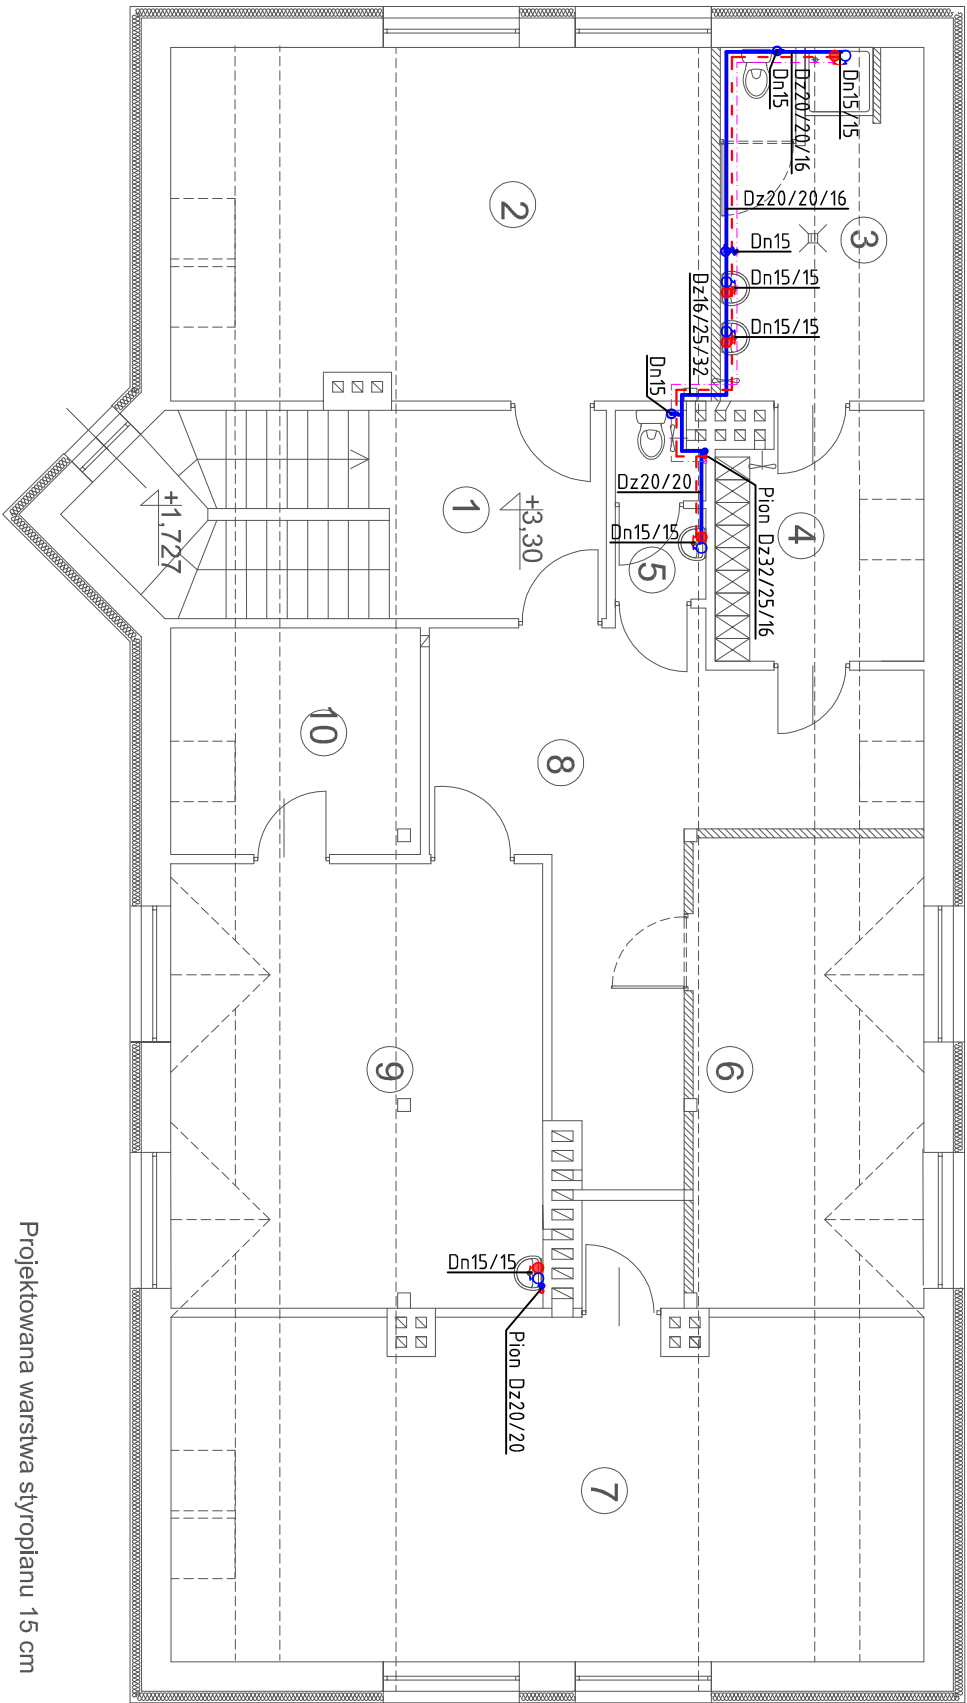 Dn15/15
Dz20/20/16
Dn15
Dz20/20/16
3
2
Dn15
Dn15/15
Dz16/25/32
Dn15/15
Dn15
Dz20/20
Pion Dz32/25/16
4
1
+3,30
+1,727
Dn15/15
5
10
8
9
6
Dn15/15
Pion Dz20/20
7
Projektowana warstwa styropianu 15 cm